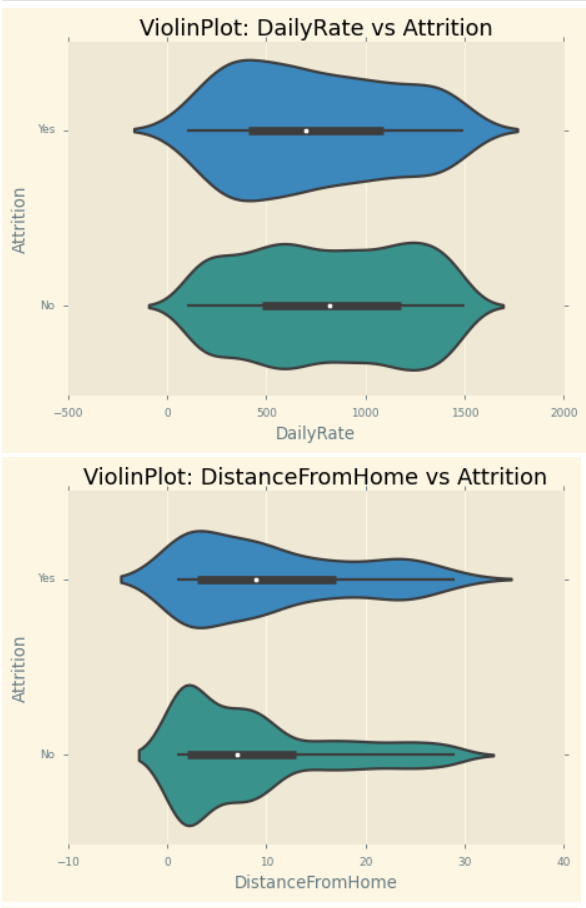 ViolinPlot: DailyRate vs Attrition
Yes
Attrition
No
−500 0 500 1000 1500 2000
DailyRate
ViolinPlot: DistanceFromHome vs Attrition
Yes
Attrition
No
−10 0 10 20 30 40
DistanceFromHome